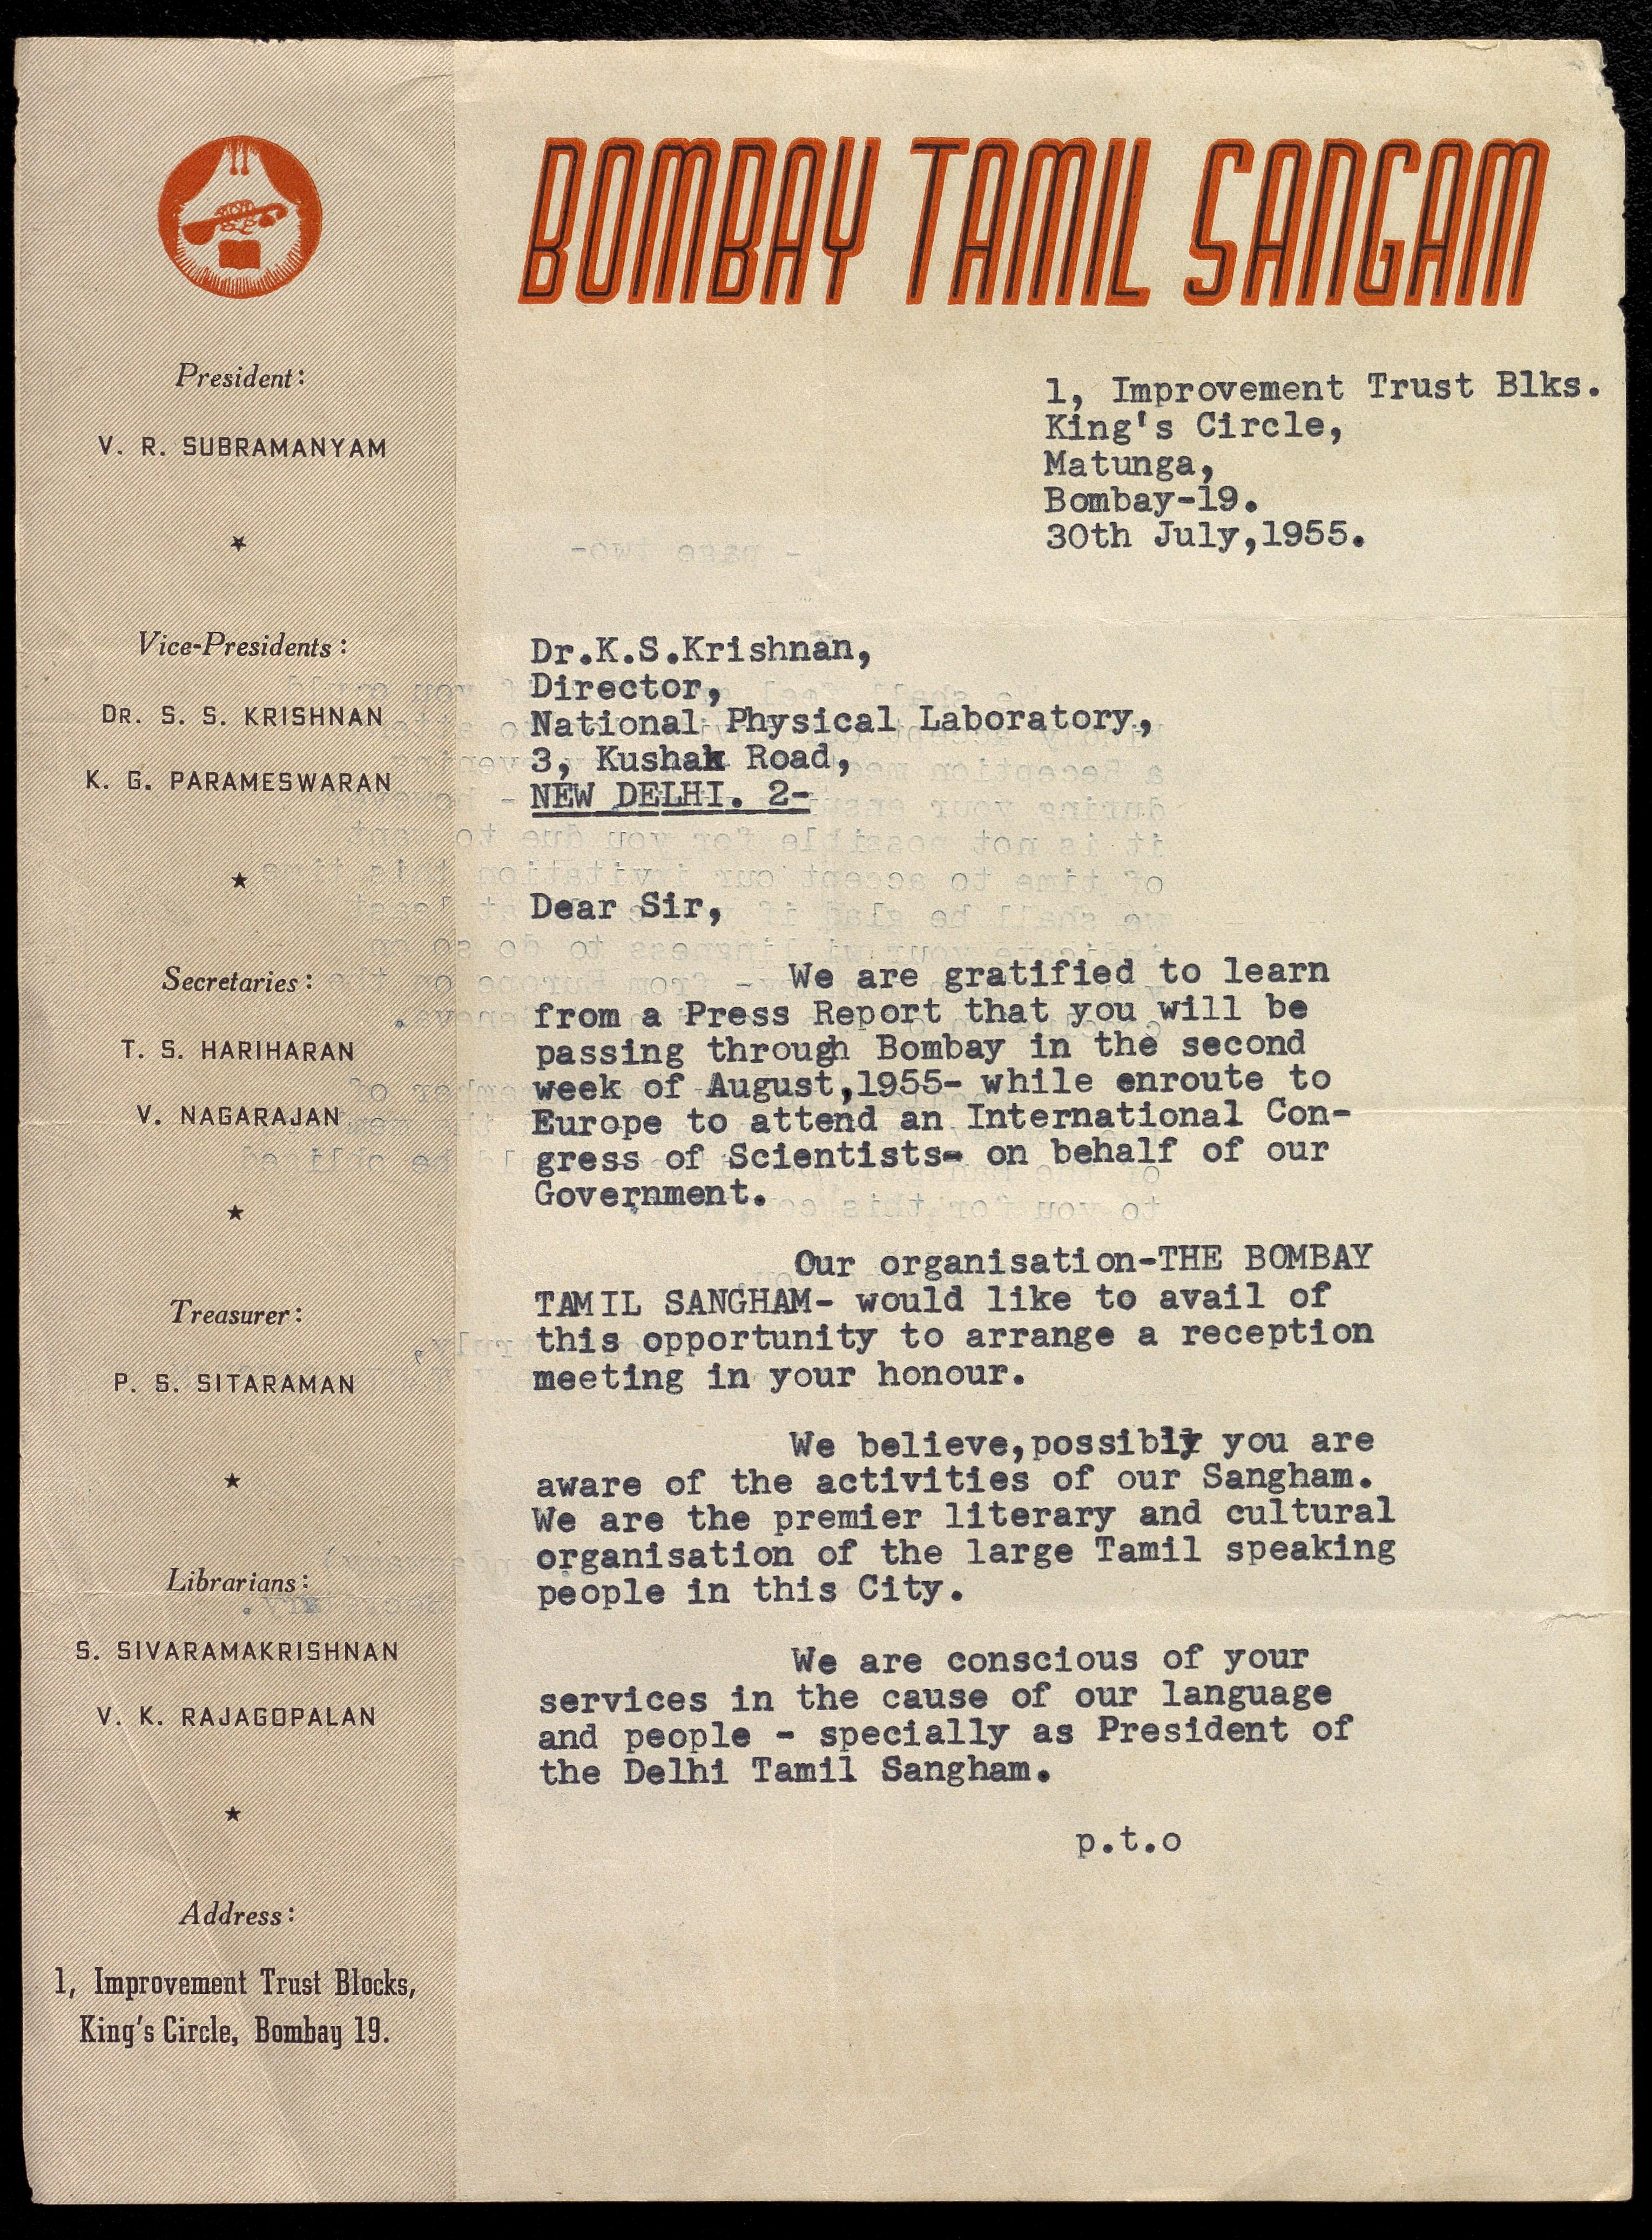 BOMBAY TAMIL SANGAM
President:
V. R. SUBRAMANYAM
Vice-Presidents:
DR. S. S. KRISHNAN
K. G. PARAMESWARAN
Secretaries:
T. S. HARIHARAN
V. NAGARAJAN
Treasurer:
P. S. SITARAMAN
Librarians:
S. SIVARAMAKRISHNAN
V. K. RAJAGOPALAN
Address:
1, Improvement Trust Blocks,
King's Circle, Bombay 19.
1, Improvement Trust Blks.
King's Circle,
Matunga,
Bombay-19.
30th July,1955.
Dr.K.S.Krishnan,
Director,
National Physical Laboratory,
3, Kushak Road,
NEW DELHI. 2-
Dear Sir,
We are gratified to learn
from a Press Report that you will be
passing through Bombay in the second
week of August,1955- while enroute to
Europe to attend an International Con-
gress of Scientists- on behalf of our
Government.
Our organisation-THE BOMBAY
TAMIL SANGHAM- would like to avail of
this opportunity to arrange a reception
meeting in your honour.
We believe,possibly you are
aware of the activities of our Sangham.
We are the premier literary and cultural
organisation of the large Tamil speaking
people in this City.
We are conscious of your
services in the cause of our language
and people - specially as President of
the Delhi Tamil Sangham.
p.t.o